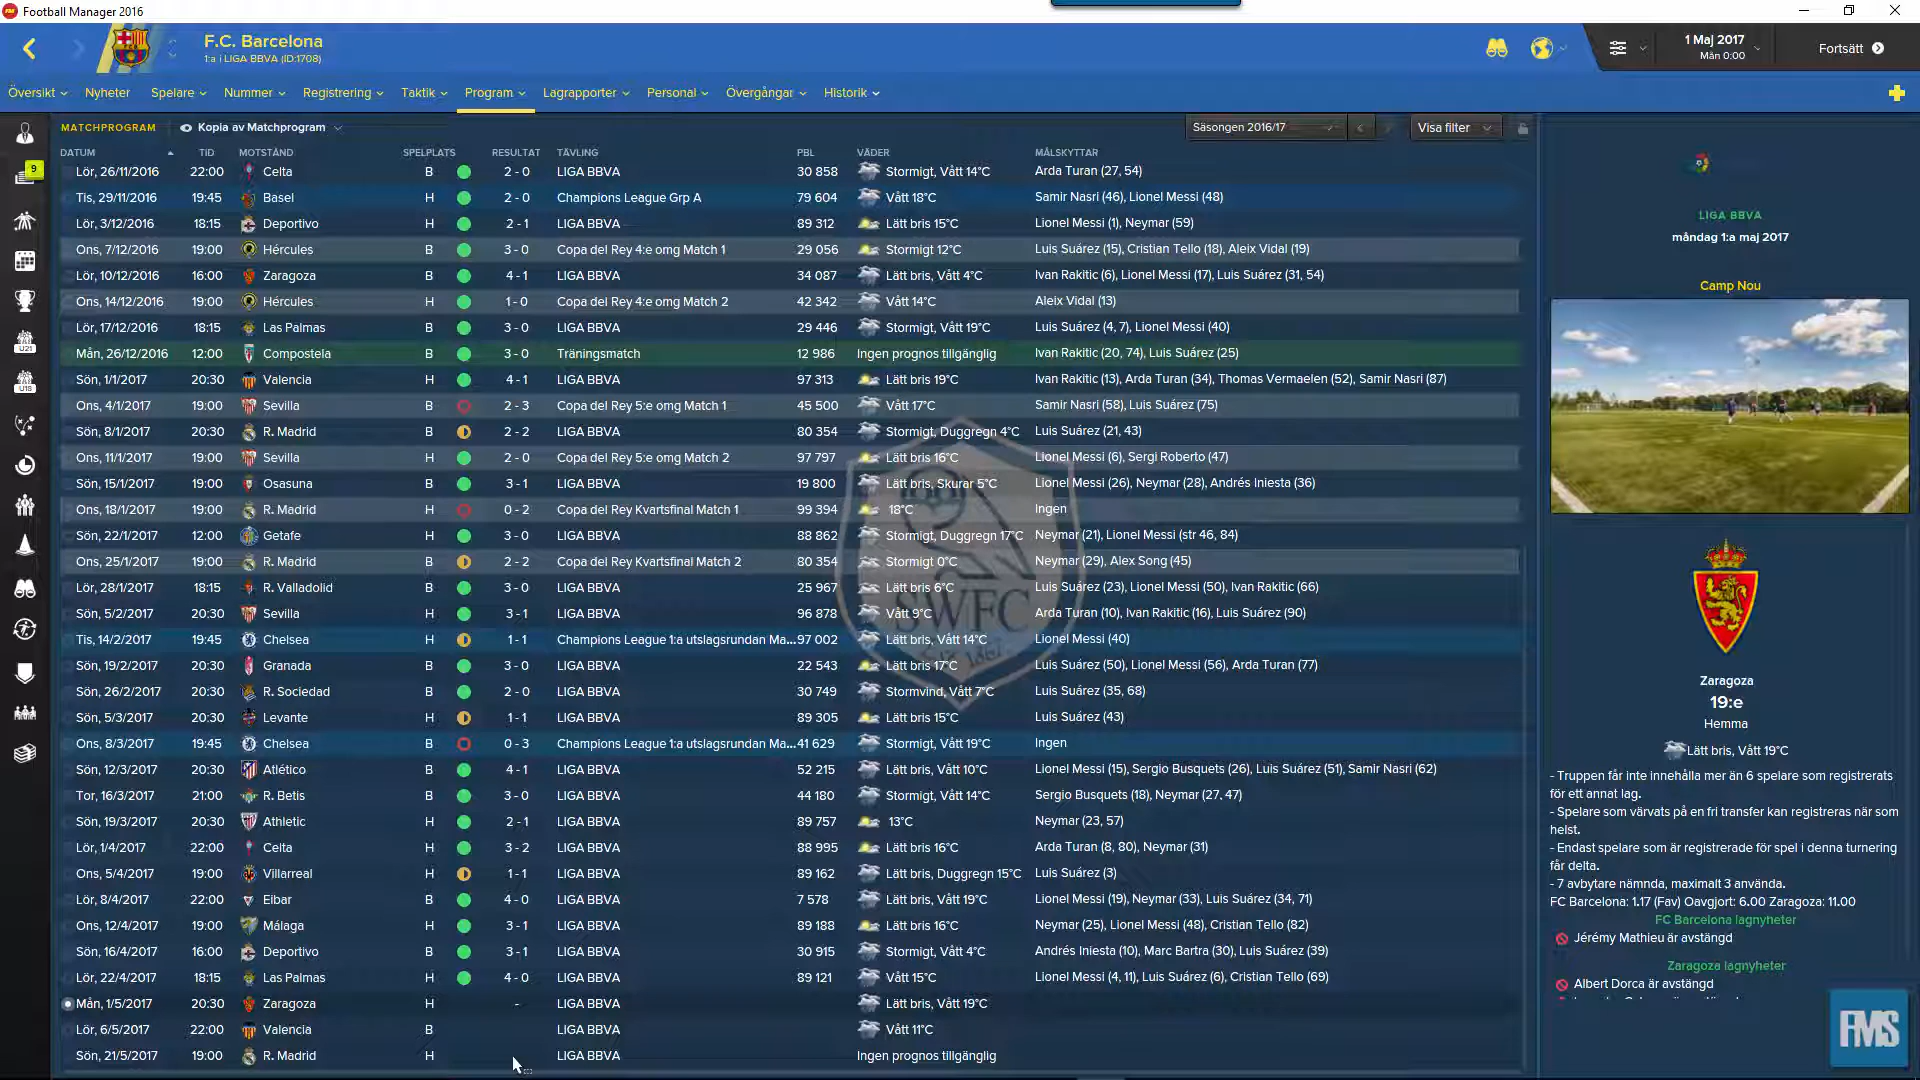 Football Manager 2016
F.C. Barcelona
1:a i LIGA BBVA (ID:1708)
1 Maj 2017
Mån 0:00
Fortsätt
Översikt Nyheter Spelare Nummer Registrering Taktik Program Lagrapporter Personal Övergångar Historik
MATCHPROGRAM Kopia av Matchprogram Säsongen 2016/17 Visa filter
DATUM TID MOTSTÅND SPELPLATS RESULTAT TÄVLING PBL VÄDER MÅLSKYTTAR
Lör, 26/11/2016 22:00 Celta B 2 - 0 LIGA BBVA 30 858 Stormigt, Vått 14°C Arda Turan (27, 54)
Tis, 29/11/2016 19:45 Basel H 2 - 0 Champions League Grp A 79 604 Vått 18°C Samir Nasri (46), Lionel Messi (48)
Lör, 3/12/2016 18:15 Deportivo H 2 - 1 LIGA BBVA 89 312 Lätt bris 15°C Lionel Messi (1), Neymar (59)
Ons, 7/12/2016 19:00 Hércules B 3 - 0 Copa del Rey 4:e omg Match 1 29 056 Stormigt 12°C Luis Suárez (15), Cristian Tello (18), Aleix Vidal (19)
Lör, 10/12/2016 16:00 Zaragoza B 4 - 1 LIGA BBVA 34 087 Lätt bris, Vått 4°C Ivan Rakitic (6), Lionel Messi (17), Luis Suárez (31, 54)
Ons, 14/12/2016 19:00 Hércules H 1 - 0 Copa del Rey 4:e omg Match 2 42 342 Vått 14°C Aleix Vidal (13)
Lör, 17/12/2016 18:15 Las Palmas B 3 - 0 LIGA BBVA 29 446 Stormigt, Vått 19°C Luis Suárez (4, 7), Lionel Messi (40)
Mån, 26/12/2016 12:00 Compostela B 3 - 0 Träningsmatch 12 986 Ingen prognos tillgänglig Ivan Rakitic (20, 74), Luis Suárez (25)
Sön, 1/1/2017 20:30 Valencia H 4 - 1 LIGA BBVA 97 313 Lätt bris 19°C Ivan Rakitic (13), Arda Turan (34), Thomas Vermaelen (52), Samir Nasri (87)
Ons, 4/1/2017 19:00 Sevilla B 2 - 3 Copa del Rey 5:e omg Match 1 45 500 Vått 17°C Samir Nasri (58), Luis Suárez (75)
Sön, 8/1/2017 20:30 R. Madrid B 2 - 2 LIGA BBVA 80 354 Stormigt, Duggregn 4°C Luis Suárez (21, 43)
Ons, 11/1/2017 19:00 Sevilla H 2 - 0 Copa del Rey 5:e omg Match 2 97 797 Lätt bris 16°C Lionel Messi (6), Sergi Roberto (47)
Sön, 15/1/2017 19:00 Osasuna B 3 - 1 LIGA BBVA 19 800 Lätt bris, Skurar 5°C Lionel Messi (26), Neymar (28), Andrés Iniesta (36)
Ons, 18/1/2017 19:00 R. Madrid H 0 - 2 Copa del Rey Kvartsfinal Match 1 99 394 18°C Ingen
Sön, 22/1/2017 12:00 Getafe H 3 - 0 LIGA BBVA 88 862 Stormigt, Duggregn 17°C Neymar (21), Lionel Messi (str 46, 84)
Ons, 25/1/2017 19:00 R. Madrid B 2 - 2 Copa del Rey Kvartsfinal Match 2 80 354 Stormigt 0°C Neymar (29), Alex Song (45)
Lör, 28/1/2017 18:15 R. Valladolid B 3 - 0 LIGA BBVA 25 967 Lätt bris 6°C Luis Suárez (23), Lionel Messi (50), Ivan Rakitic (66)
Sön, 5/2/2017 20:30 Sevilla H 3 - 1 LIGA BBVA 96 878 Vått 9°C Arda Turan (10), Ivan Rakitic (16), Luis Suárez (90)
Tis, 14/2/2017 19:45 Chelsea H 1 - 1 Champions League 1:a utslagsrundan Ma... 97 002 Lätt bris, Vått 14°C Lionel Messi (40)
Sön, 19/2/2017 20:30 Granada B 3 - 0 LIGA BBVA 22 543 Lätt bris 17°C Luis Suárez (50), Lionel Messi (56), Arda Turan (77)
Sön, 26/2/2017 20:30 R. Sociedad B 2 - 0 LIGA BBVA 30 749 Stormvind, Vått 7°C Luis Suárez (35, 68)
Sön, 5/3/2017 20:30 Levante H 1 - 1 LIGA BBVA 89 305 Lätt bris 15°C Luis Suárez (43)
Ons, 8/3/2017 19:45 Chelsea B 0 - 3 Champions League 1:a utslagsrundan Ma... 41 629 Stormigt, Vått 19°C Ingen
Sön, 12/3/2017 20:30 Atlético B 4 - 1 LIGA BBVA 52 215 Lätt bris, Vått 10°C Lionel Messi (15), Sergio Busquets (26), Luis Suárez (51), Samir Nasri (62)
Tor, 16/3/2017 21:00 R. Betis B 3 - 0 LIGA BBVA 44 180 Stormigt, Vått 14°C Sergio Busquets (18), Neymar (27, 47)
Sön, 19/3/2017 20:30 Athletic H 2 - 1 LIGA BBVA 89 757 13°C Neymar (23, 57)
Lör, 1/4/2017 22:00 Celta H 3 - 2 LIGA BBVA 88 995 Lätt bris 16°C Arda Turan (8, 80), Neymar (31)
Ons, 5/4/2017 19:00 Villarreal H 1 - 1 LIGA BBVA 89 162 Lätt bris, Duggregn 15°C Luis Suárez (3)
Lör, 8/4/2017 22:00 Eibar B 4 - 0 LIGA BBVA 7 578 Lätt bris, Vått 19°C Lionel Messi (19), Neymar (33), Luis Suárez (34, 71)
Ons, 12/4/2017 19:00 Málaga H 3 - 1 LIGA BBVA 89 188 Lätt bris 16°C Neymar (25), Lionel Messi (48), Cristian Tello (82)
Sön, 16/4/2017 16:00 Deportivo B 3 - 1 LIGA BBVA 30 915 Stormigt, Vått 4°C Andrés Iniesta (10), Marc Bartra (30), Luis Suárez (39)
Lör, 22/4/2017 18:15 Las Palmas H 4 - 0 LIGA BBVA 89 121 Vått 15°C Lionel Messi (4, 11), Luis Suárez (6), Cristian Tello (69)
Mån, 1/5/2017 20:30 Zaragoza H - LIGA BBVA Lätt bris, Vått 19°C
Lör, 6/5/2017 22:00 Valencia B LIGA BBVA Vått 11°C
Sön, 21/5/2017 19:00 R. Madrid H LIGA BBVA Ingen prognos tillgänglig
9
U21
U18
SWFC
1867
LIGA BBVA
måndag 1:a maj 2017
Camp Nou
Zaragoza
19:e
Hemma
Lätt bris, Vått 19°C
- Truppen får inte innehålla mer än 6 spelare som registrerats
för ett annat lag.
- Spelare som värvats på en fri transfer kan registreras när som
helst.
- Endast spelare som är registrerade för spel i denna turnering
får delta.
- 7 avbytare nämnda, maximalt 3 använda.
FC Barcelona: 1.17 (Fav) Oavgjort: 6.00 Zaragoza: 11.00
FC Barcelona lagnyheter
Jérémy Mathieu är avstängd
Zaragoza lagnyheter
Albert Dorca är avstängd
FMS